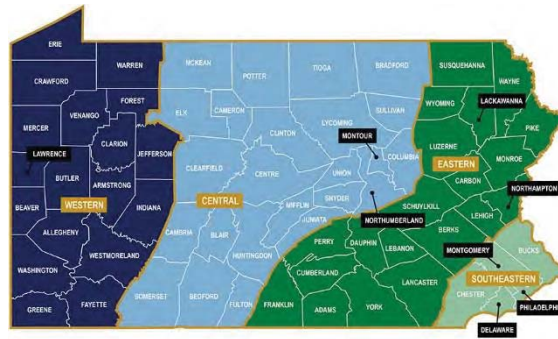 ERIE
CRAWFORD
WARREN
FOREST
VENANGO
MERCER
LAWRENCE
CLARION
JEFFERSON
BUTLER
ARMSTRONG
BEAVER
WESTERN
INDIANA
ALLEGHENY
WESTMORELAND
WASHINGTON
GREENE
FAYETTE
MCKEAN
POTTER
TIOGA
BRADFORD
ELK
CAMERON
CLINTON
LYCOMING
SULLIVAN
MONTOUR
COLUMBIA
CLEARFIELD
CENTRE
UNION
SNYDER
CENTRAL
MIFFLIN
JUNIATA
NORTHUMBERLAND
CAMBRIA
BLAIR
HUNTINGDON
SOMERSET
BEDFORD
FULTON
SUSQUEHANNA
WAYNE
WYOMING
LACKAWANNA
PIKE
LUZERNE
EASTERN
MONROE
CARBON
NORTHAMPTON
SCHUYLKILL
LEHIGH
BERKS
PERRY
DAUPHIN
LEBANON
CUMBERLAND
LANCASTER
FRANKLIN
ADAMS
YORK
MONTGOMERY
BUCKS
SOUTHEASTERN
CHESTER
PHILADELPHI
DELAWARE